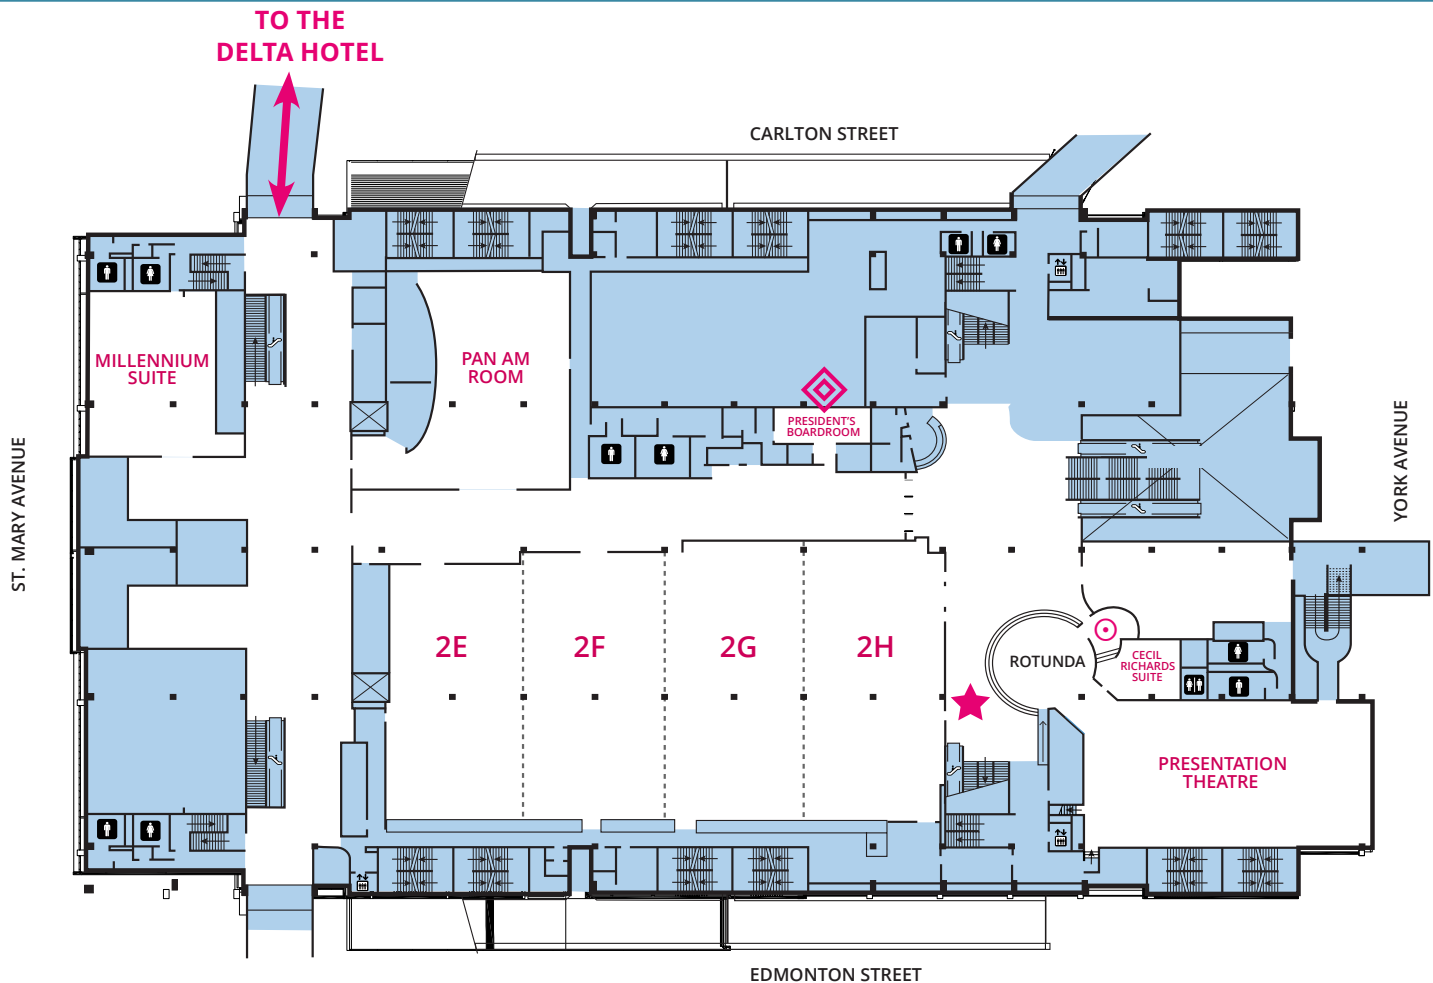 TO THE
DELTA HOTEL
CARLTON STREET
MILLENNIUM
SUITE
PAN AM
ROOM
PRESIDENT'S
BOARDROOM
ST. MARY AVENUE
YORK AVENUE
2E
2F
2G
2H
ROTUNDA
CECIL
RICHARDS
SUITE
PRESENTATION
THEATRE
EDMONTON STREET